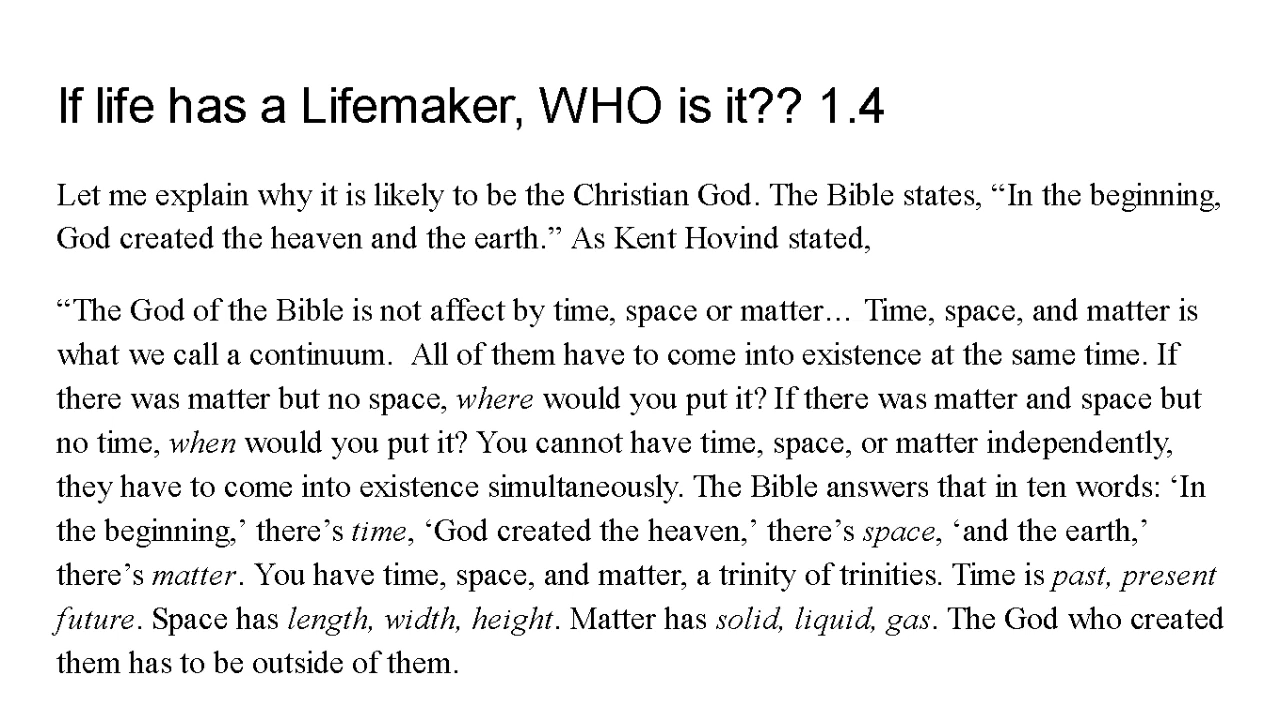 If life has a Lifemaker, WHO is it?? 1.4
Let me explain why it is likely to be the Christian God. The Bible states, “In the beginning,
God created the heaven and the earth.” As Kent Hovind stated,
“The God of the Bible is not affect by time, space or matter… Time, space, and matter is
what we call a continuum.  All of them have to come into existence at the same time. If
there was matter but no space, where would you put it? If there was matter and space but
no time, when would you put it? You cannot have time, space, or matter independently,
they have to come into existence simultaneously. The Bible answers that in ten words: ‘In
the beginning,’ there’s time, ‘God created the heaven,’ there’s space, ‘and the earth,’
there’s matter. You have time, space, and matter, a trinity of trinities. Time is past, present
future. Space has length, width, height. Matter has solid, liquid, gas. The God who created
them has to be outside of them.